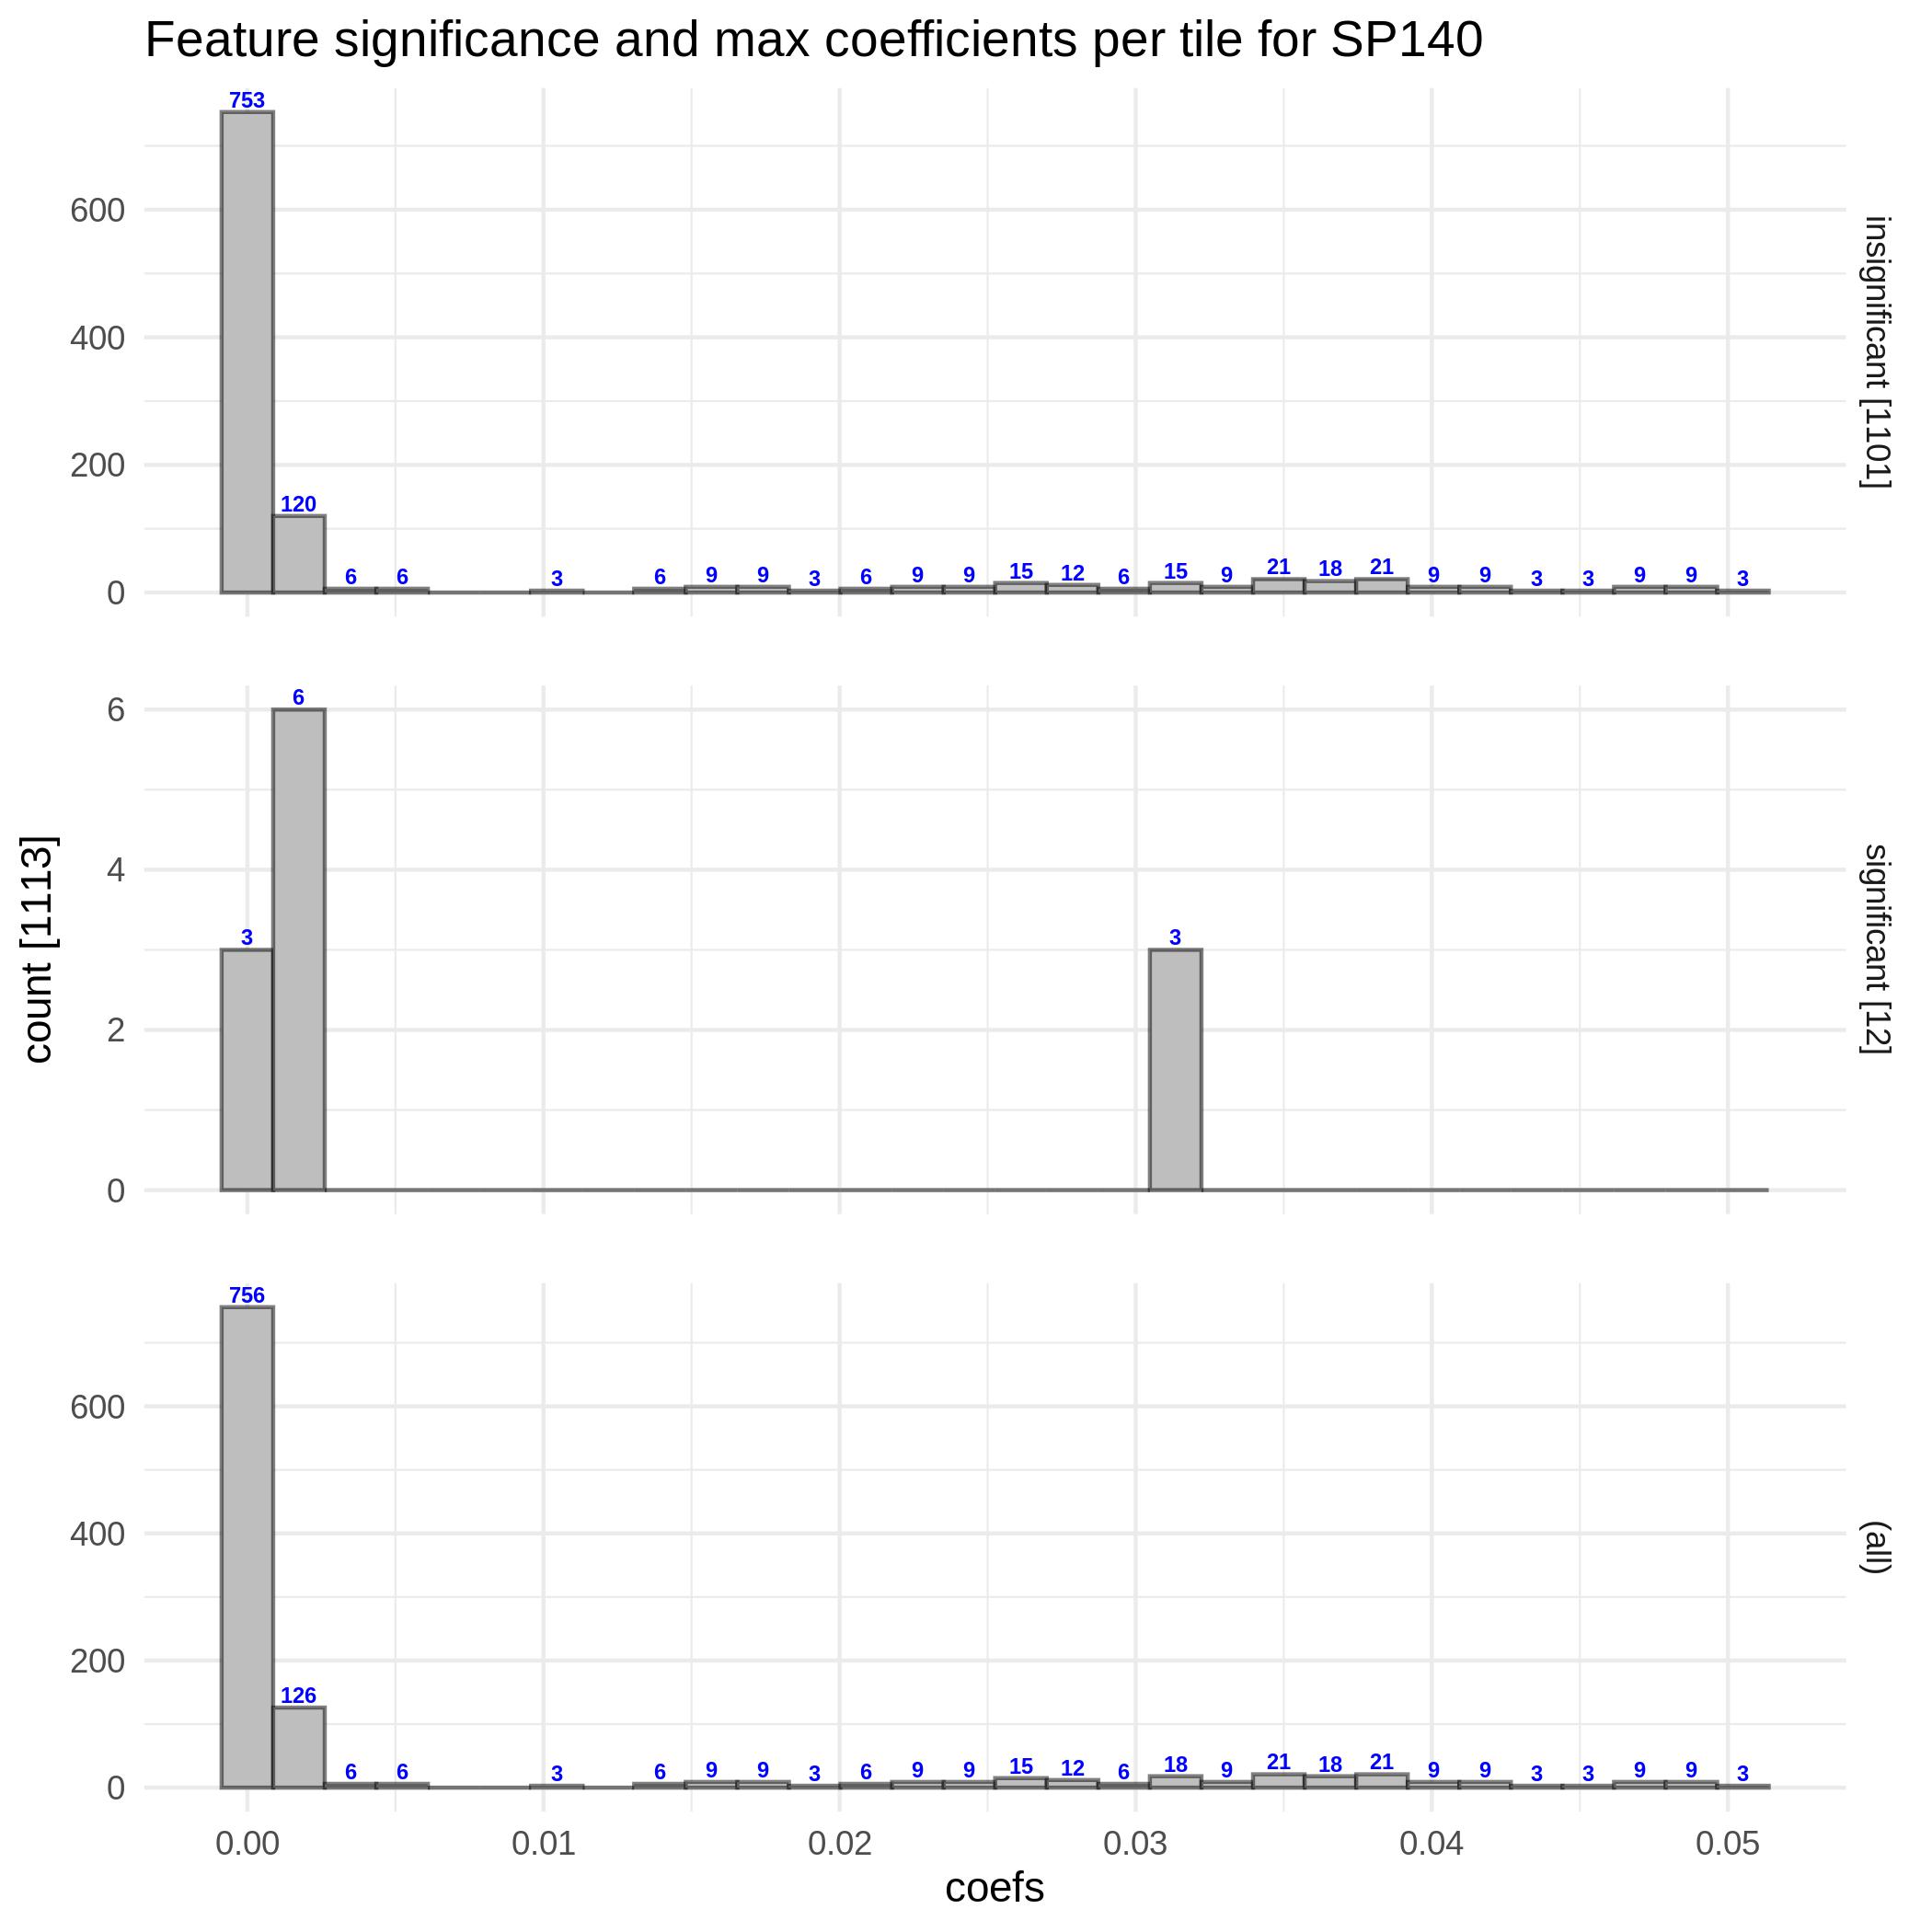 Feature significance and max coefficients per tile for SP140
753
600
400
200
0
120
6 6 3 6 9 9 3 6 9 9 15 12 6 15 9 21 18 21 9 9 3 3 9 9 3
insignificant [1101]
count [1113]
6
4
2
0
3 6 3
significant [12]
756
600
400
200
0
126
6 6 3 6 9 9 3 6 9 9 15 12 6 18 9 21 18 21 9 9 3 3 9 9 3
(all)
0.00 0.01 0.02 0.03 0.04 0.05
coefs